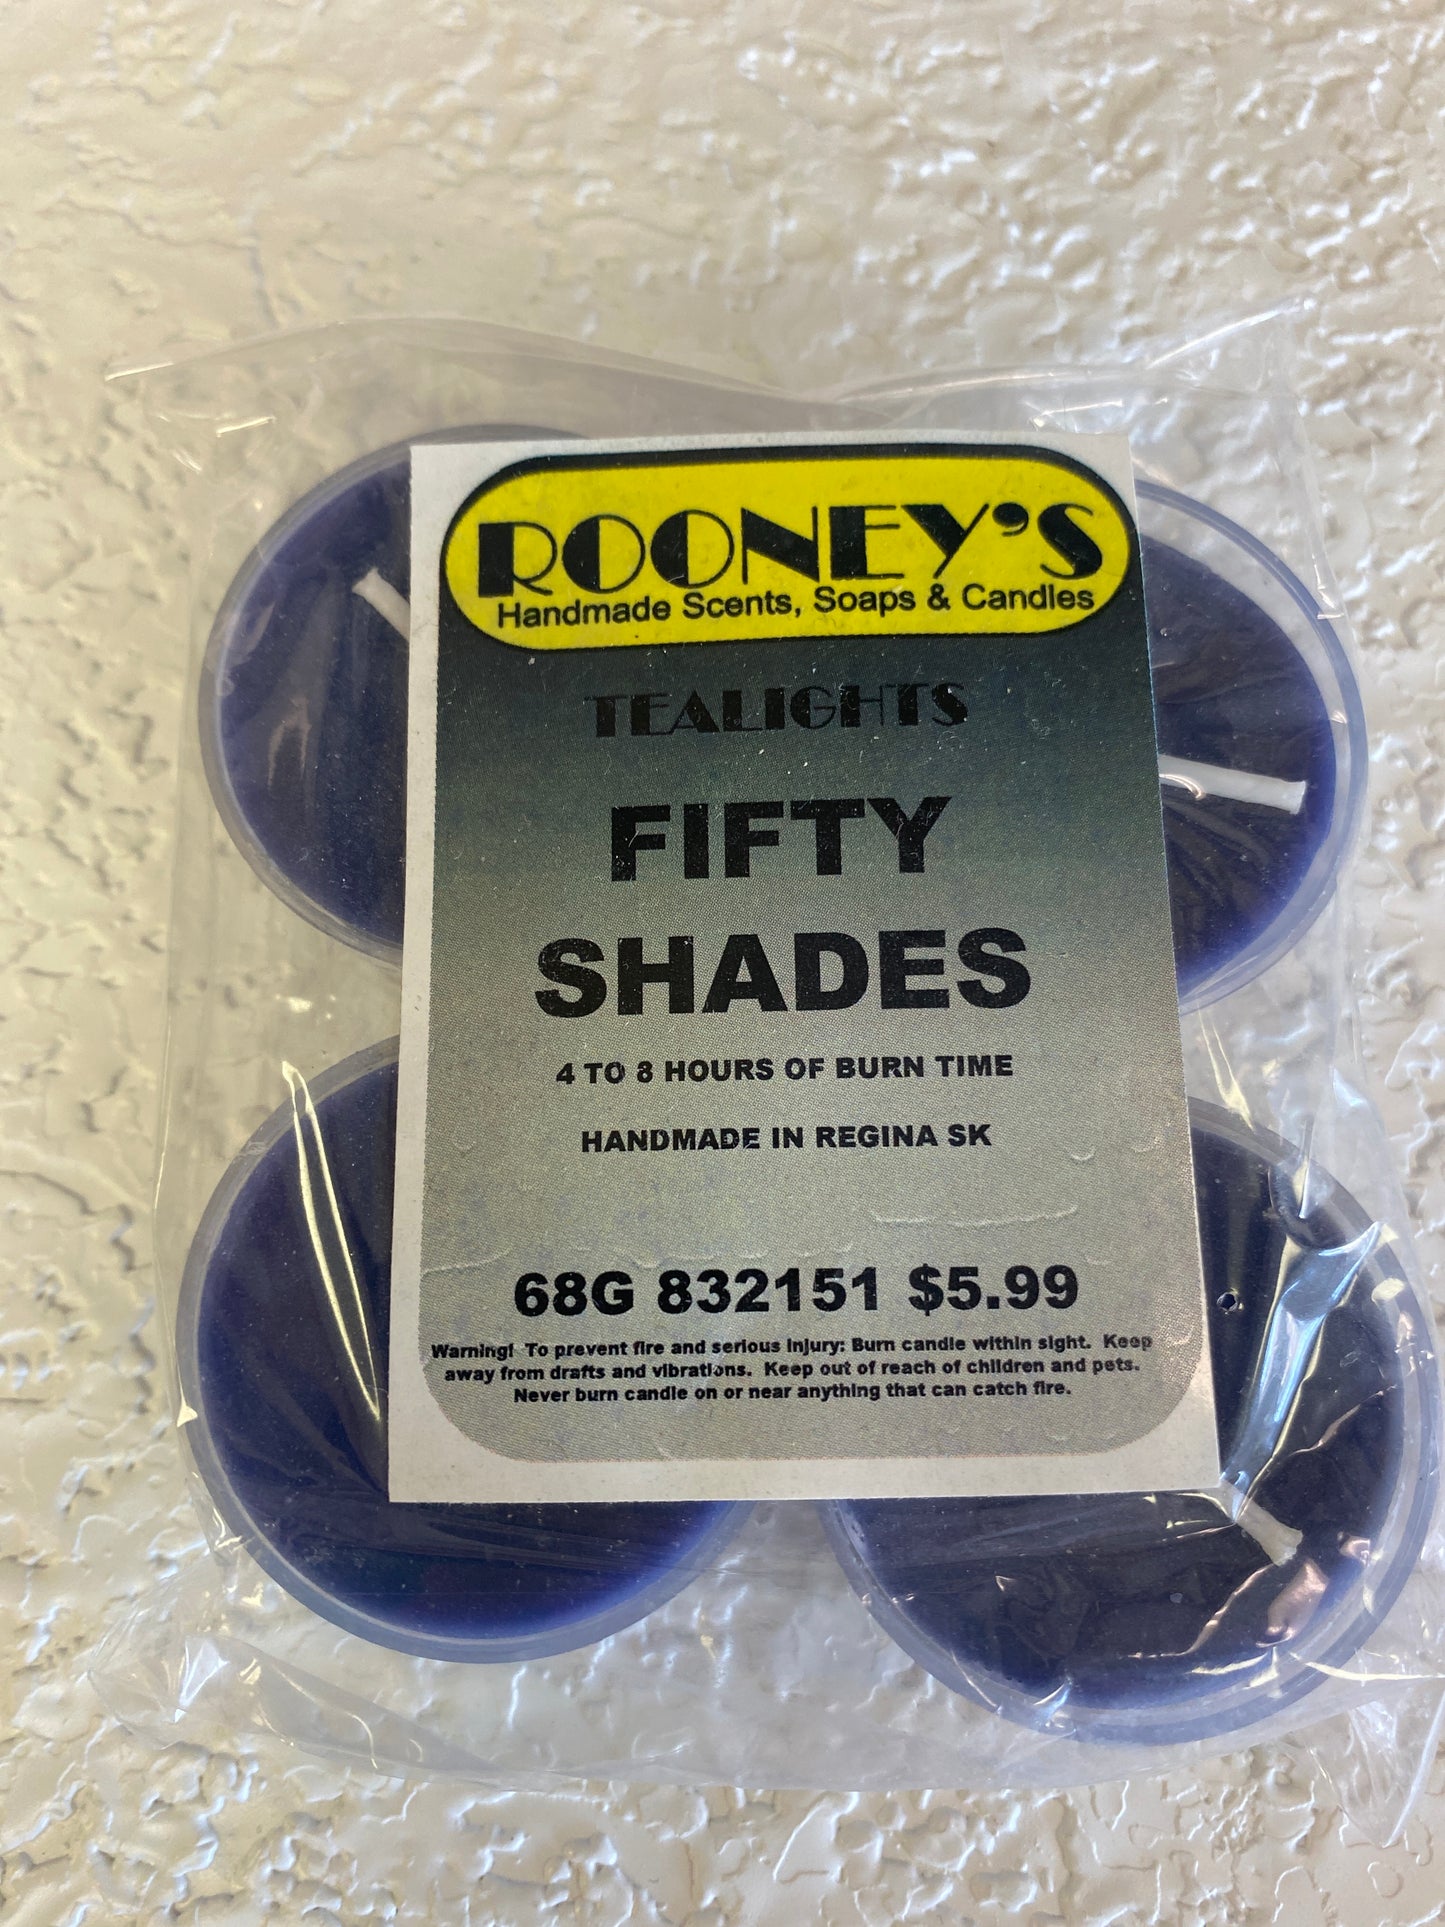 ROONEY'S
Handmade Scents, Soaps & Candles
TEALIGHTS
FIFTY
SHADES
4 TO 8 HOURS OF BURN TIME
HANDMADE IN REGINA SK
68G 832151 $5.99
Warning! To prevent fire and serious injury: Burn candle within sight. Keep
away from drafts and vibrations. Keep out of reach of children and pets.
Never burn candle on or near anything that can catch fire.